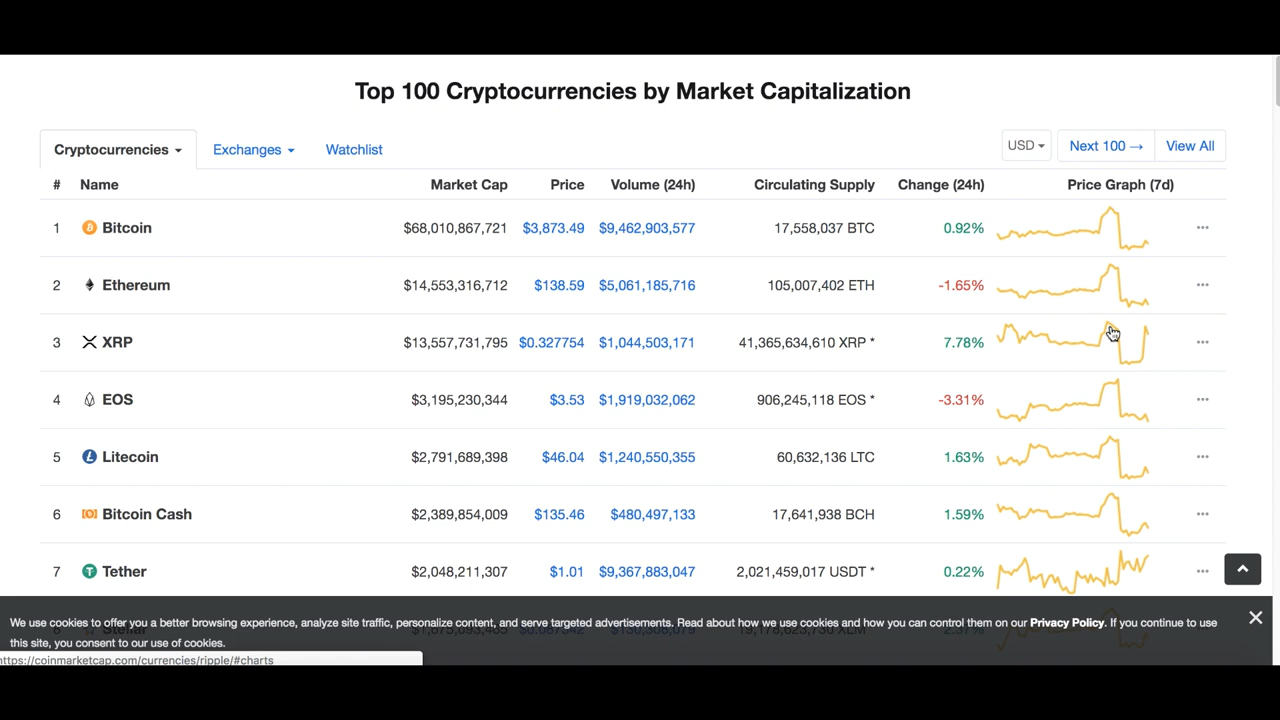 Top 100 Cryptocurrencies by Market Capitalization
Cryptocurrencies Exchanges Watchlist USD Next 100 → View All
# Name Market Cap Price Volume (24h) Circulating Supply Change (24h) Price Graph (7d)
1 Bitcoin $68,010,867,721 $3,873.49 $9,462,903,577 17,558,037 BTC 0.92%
2 Ethereum $14,553,316,712 $138.59 $5,061,185,716 105,007,402 ETH -1.65%
3 XRP $13,557,731,795 $0.327754 $1,044,503,171 41,365,634,610 XRP * 7.78%
4 EOS $3,195,230,344 $3.53 $1,919,032,062 906,245,118 EOS * -3.31%
5 Litecoin $2,791,689,398 $46.04 $1,240,550,355 60,632,136 LTC 1.63%
6 Bitcoin Cash $2,389,854,009 $135.46 $480,497,133 17,641,938 BCH 1.59%
7 Tether $2,048,211,307 $1.01 $9,367,883,047 2,021,459,017 USDT * 0.22%
We use cookies to offer you a better browsing experience, analyze site traffic, personalize content, and serve targeted advertisements. Read about how we use cookies and how you can control them on our Privacy Policy. If you continue to use
this site, you consent to our use of cookies.
https://coinmarketcap.com/currencies/ripple/#charts